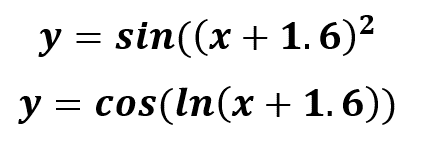 y = sin((x + 1.6)²
y = cos(ln(x + 1.6))